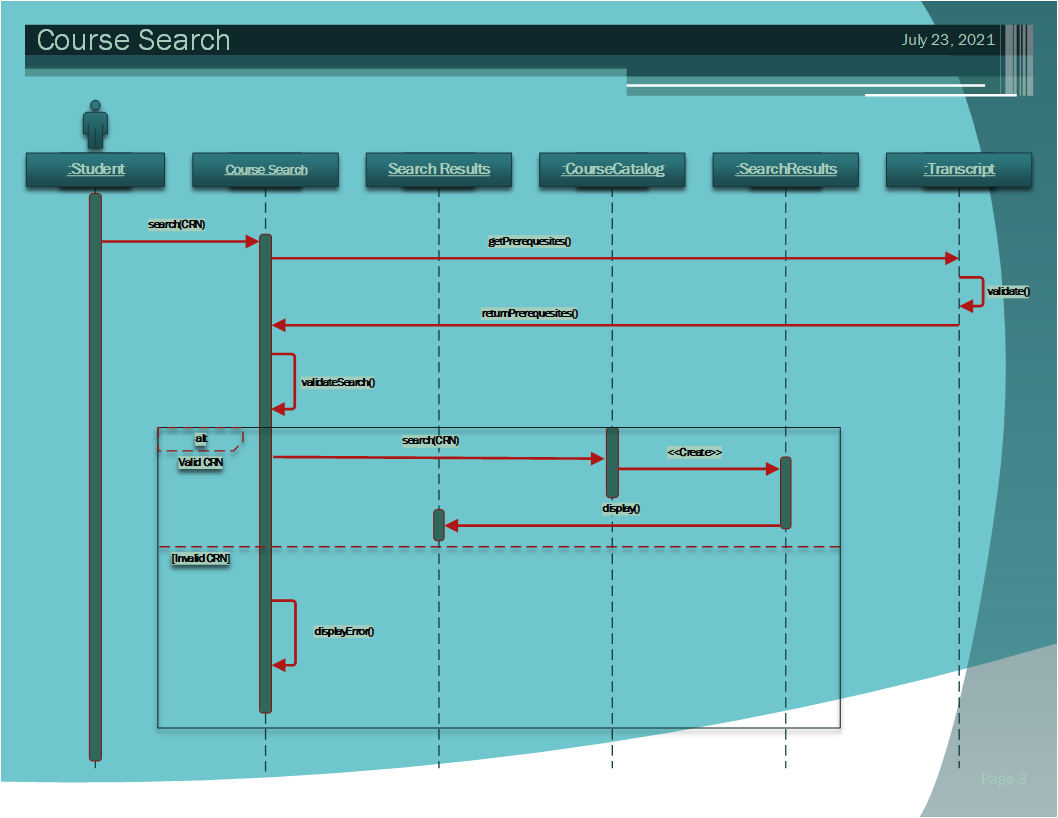 Course Search
July 23, 2021
:Student
Course Search
Search Results
:CourseCatalog
:SearchResults
:Transcript
search(CRN)
getPrerequesites()
validate()
returnPrerequesites()
validateSearch()
alt
search(CRN)
<<Create>>
Valid CRN
display()
[Invalid CRN]
displayError()
Page 3